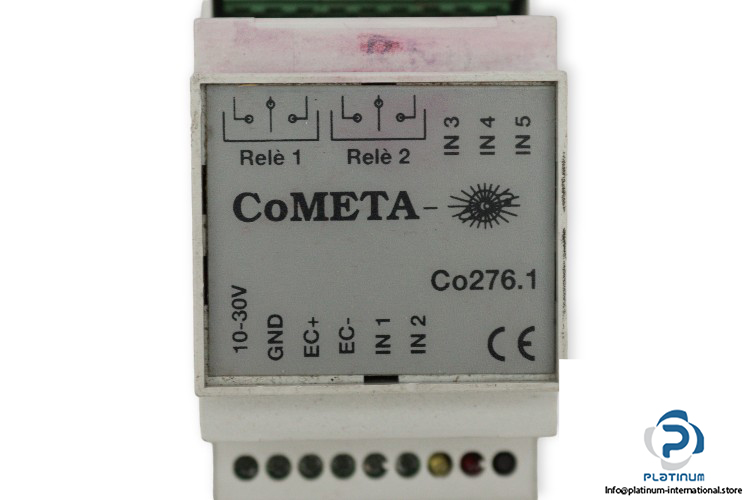 Relè 1
Relè 2
IN 3
IN 4
IN 5
CoMETA-
Co276.1
10-30V
GND
EC+
EC-
IN 1
IN 2
CE
PLATINUM
Info@platinum-international.store